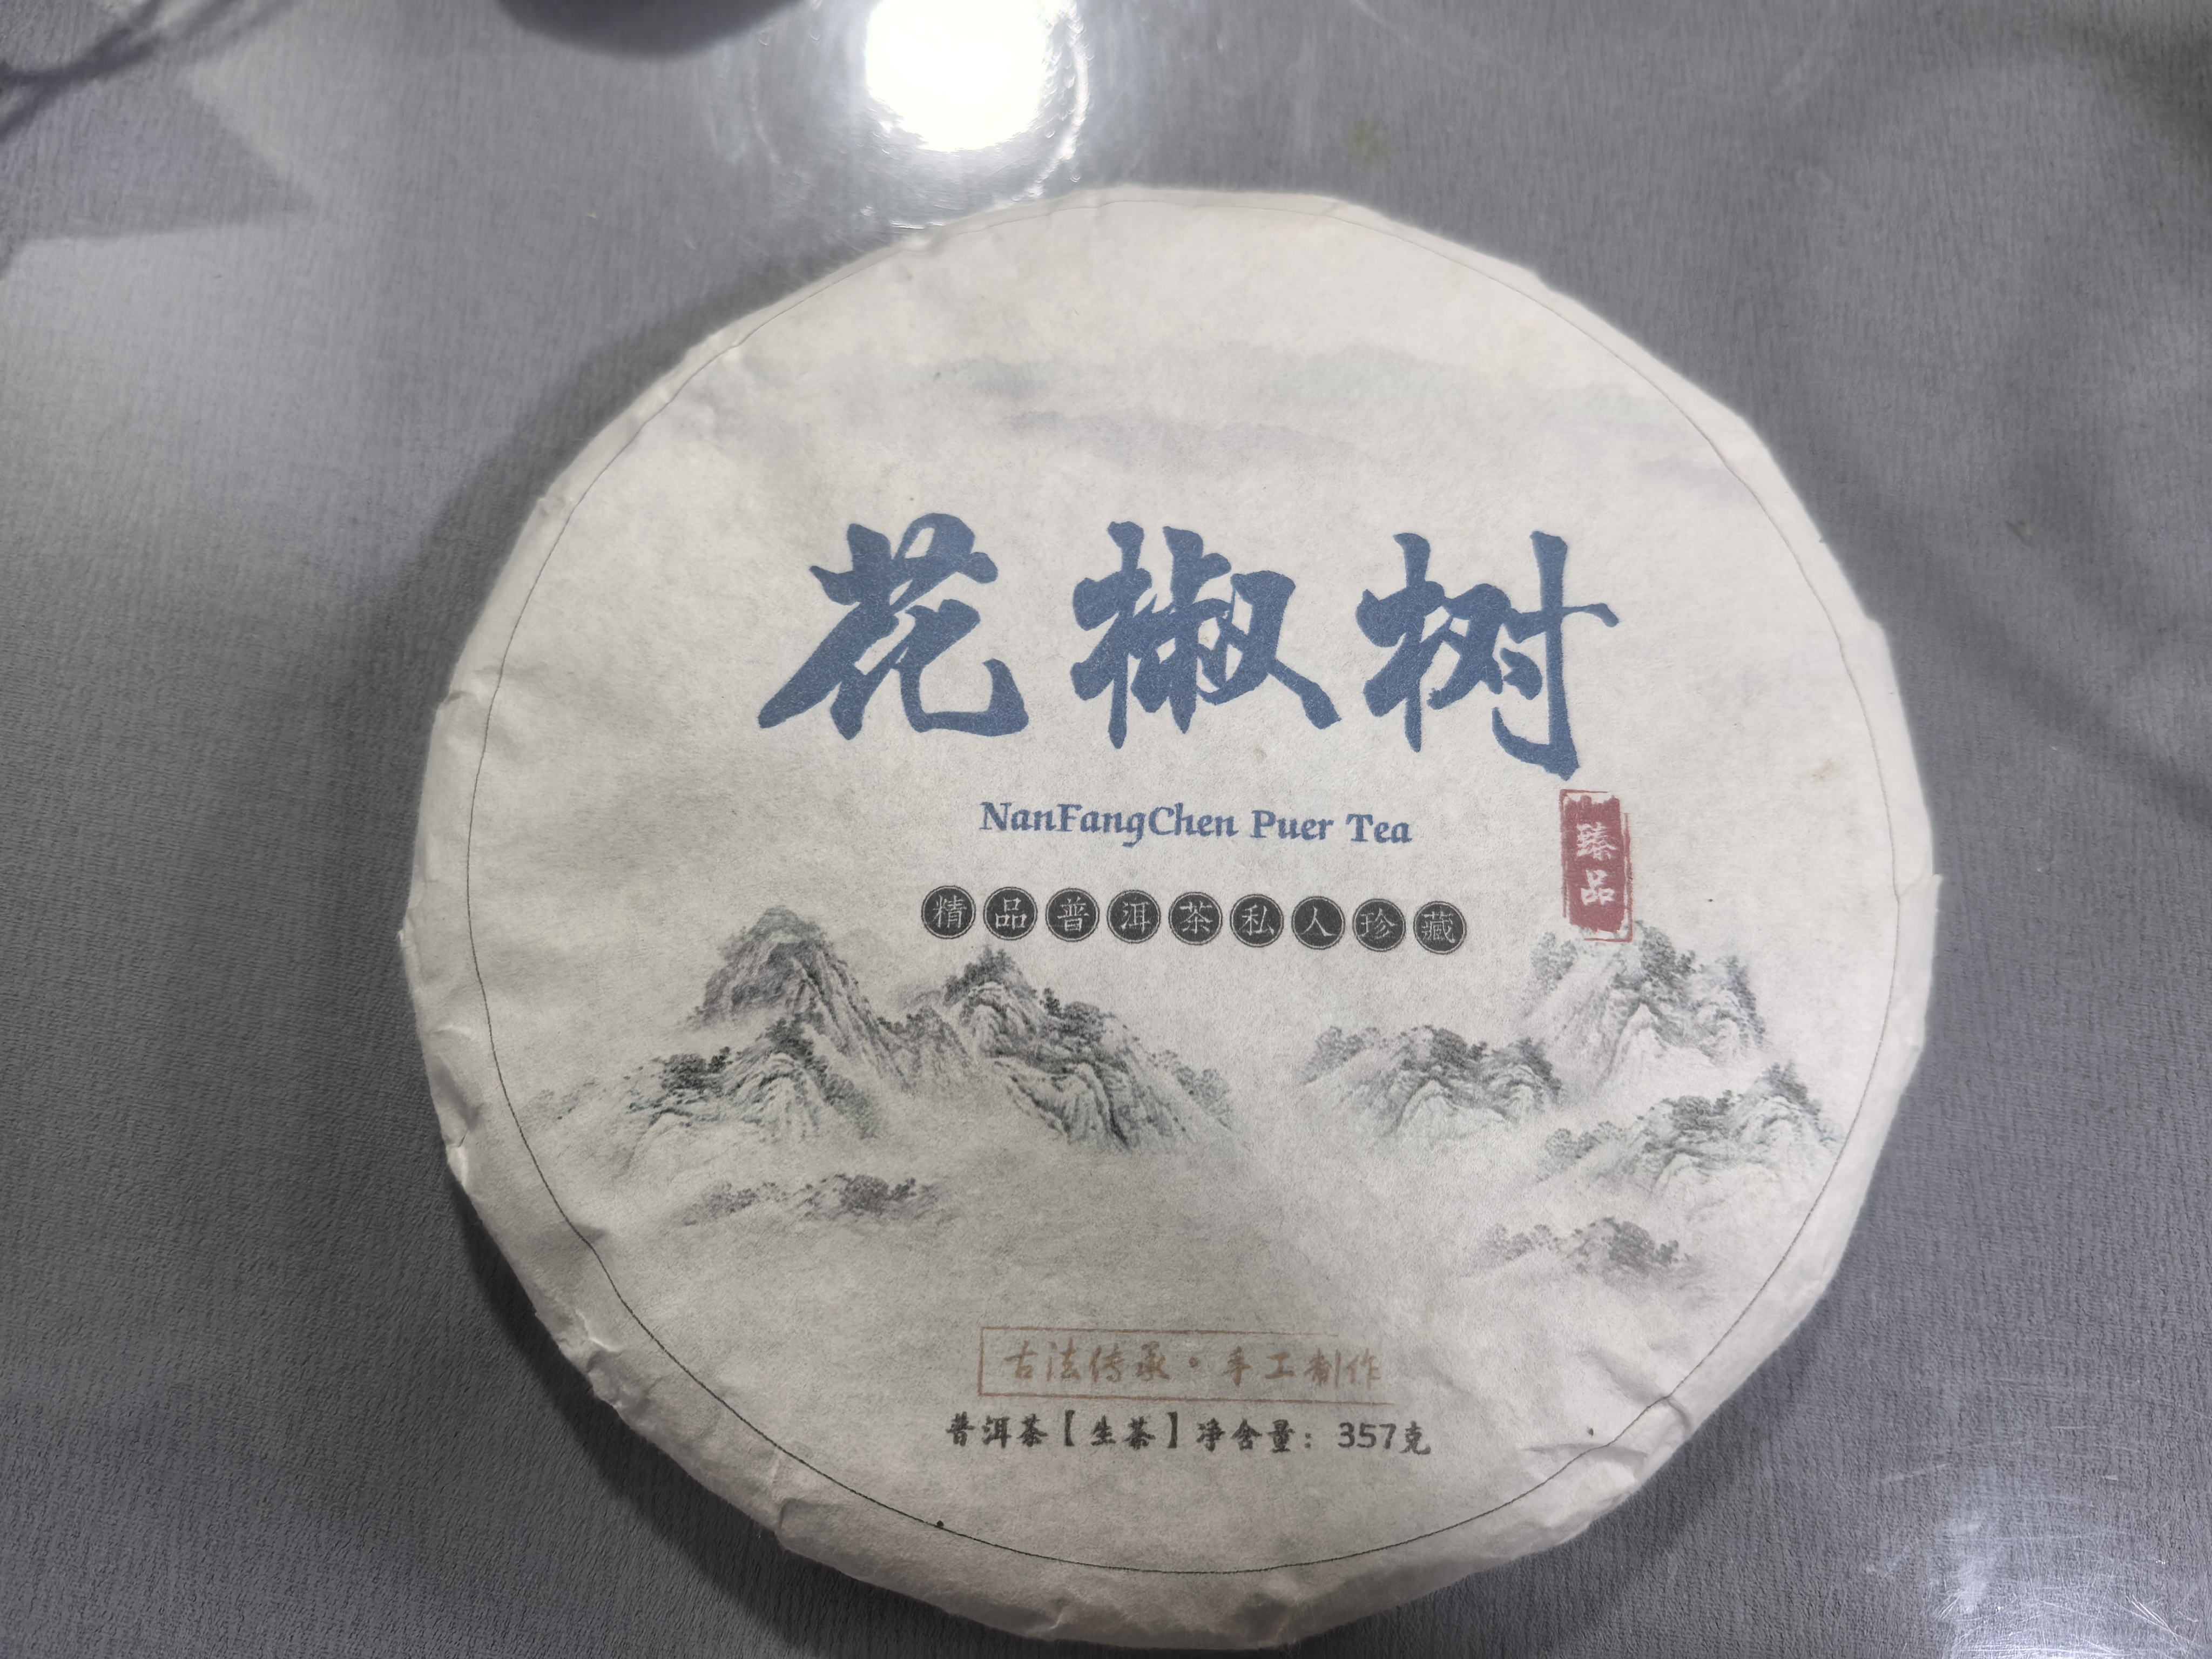 花椒树
NanFangChen Puer Tea
臻品
精品普洱茶私人珍藏
古法传承·手工制作
普洱茶【生茶】净含量：357克